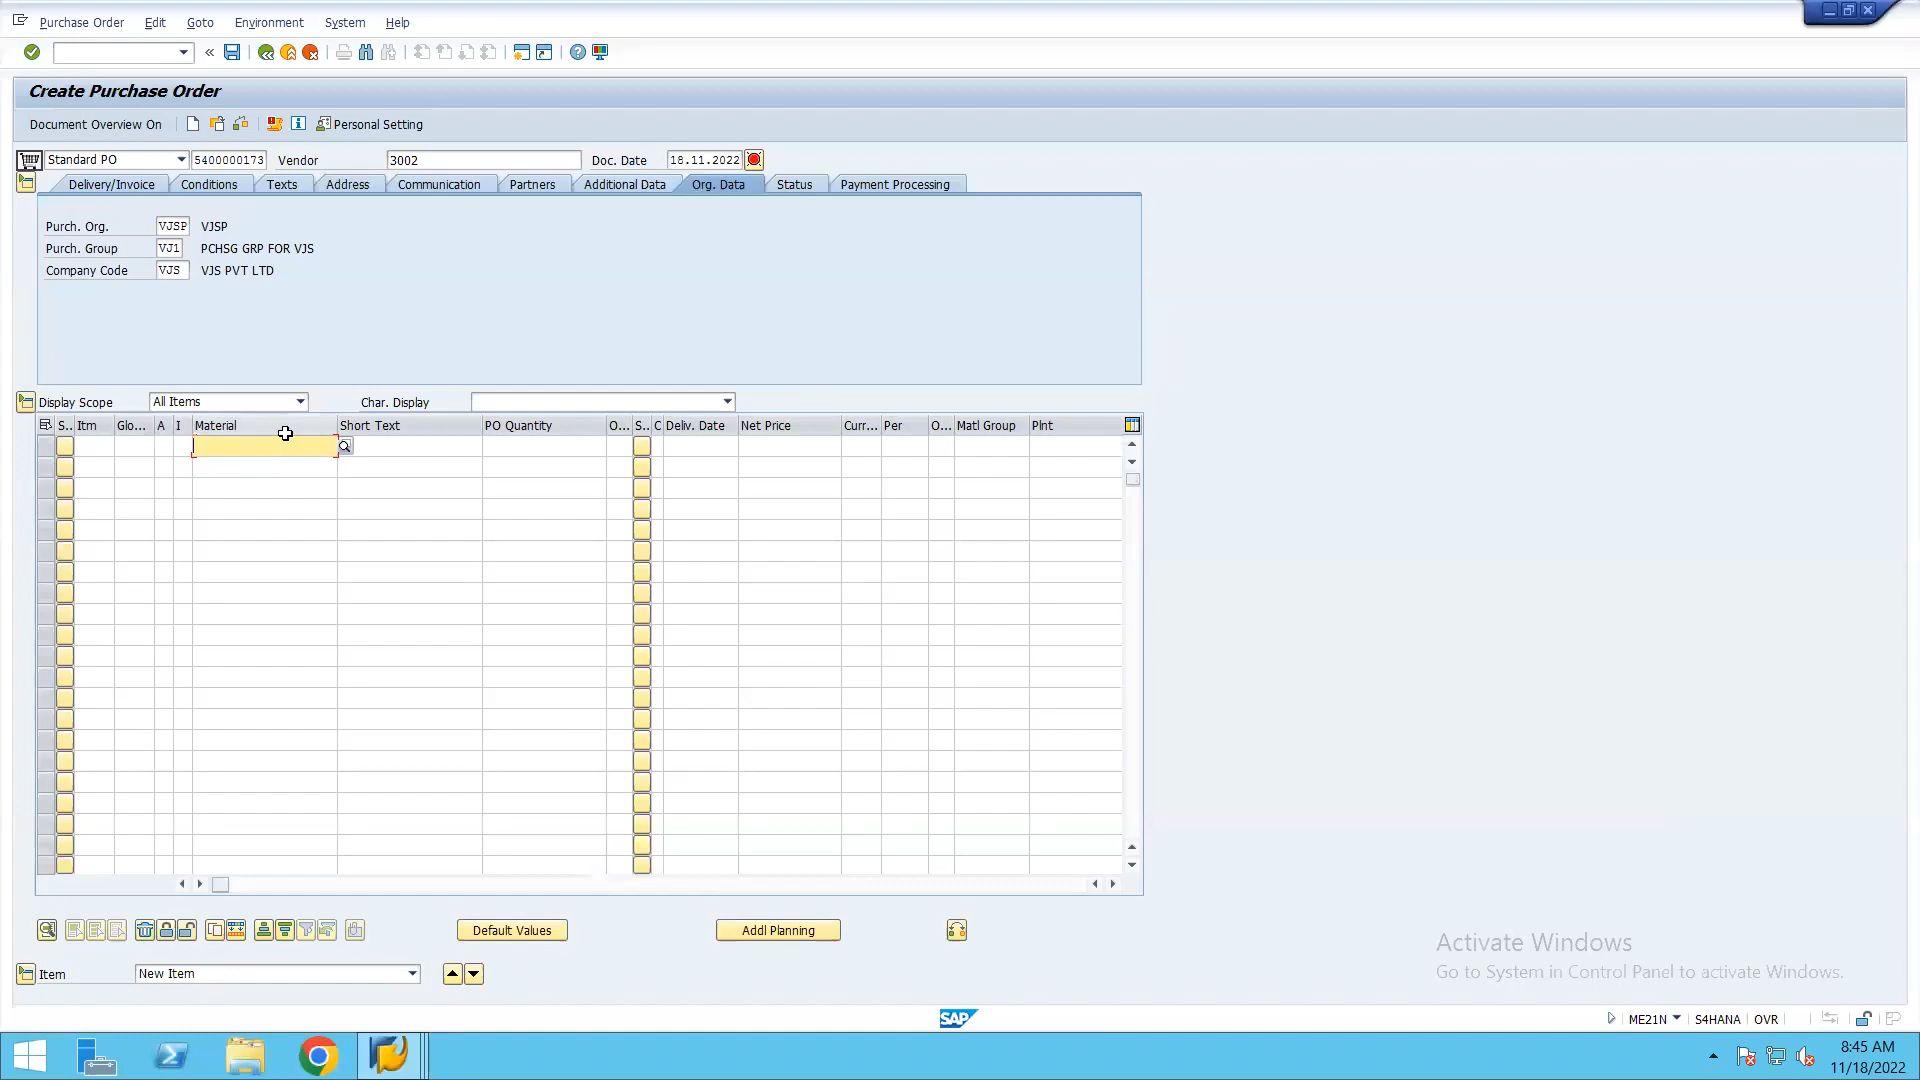 Purchase Order Edit Goto Environment System Help
«
Create Purchase Order
Document Overview On Personal Setting
Standard PO 5400000173 Vendor 3002 Doc. Date 18.11.2022
Delivery/Invoice Conditions Texts Address Communication Partners Additional Data Org. Data Status Payment Processing
Purch. Org. VJSP VJSP
Purch. Group VJ1 PCHSG GRP FOR VJS
Company Code VJS VJS PVT LTD
Display Scope All Items Char. Display
S.. Itm Glo... A I Material Short Text PO Quantity O... S.. C Deliv. Date Net Price Curr... Per O... Matl Group Plnt
Default Values Addl Planning
Item New Item
Activate Windows
Go to System in Control Panel to activate Windows.
SAP ME21N S4HANA OVR
8:45 AM
11/18/2022